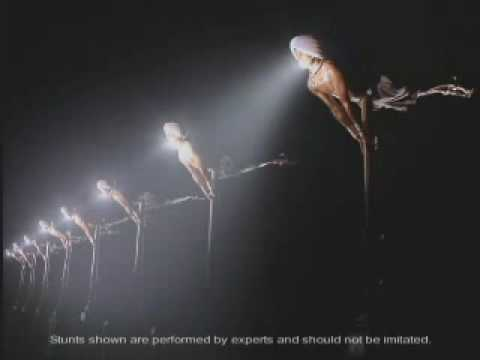 Stunts shown are performed by experts and should not be imitated.